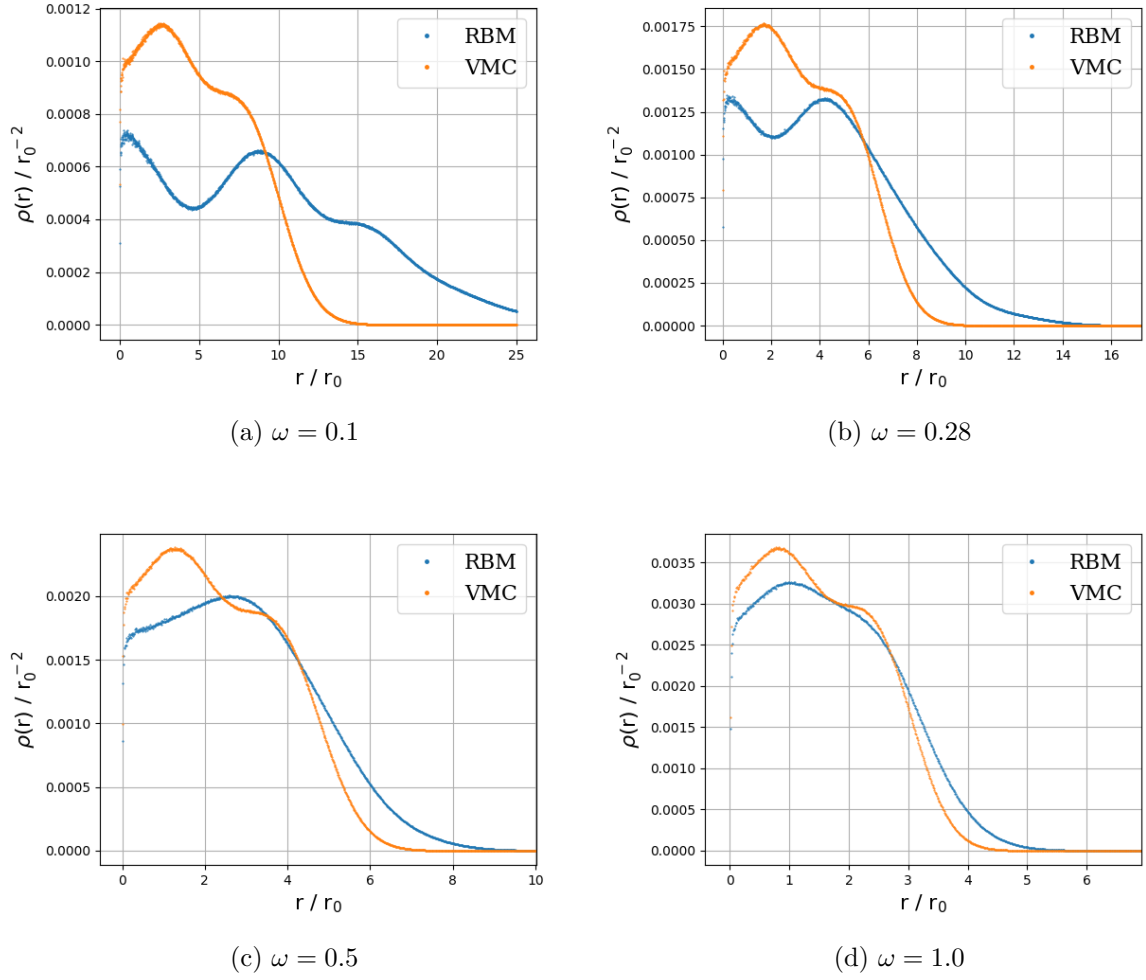 0.0012
0.0010
0.0008
0.0006
0.0004
0.0002
0.0000
ρ(r) / r₀⁻²
RBM
VMC
0 5 10 15 20 25
r / r₀
(a) ω = 0.1
0.00175
0.00150
0.00125
0.00100
0.00075
0.00050
0.00025
0.00000
ρ(r) / r₀⁻²
RBM
VMC
0 2 4 6 8 10 12 14 16
r / r₀
(b) ω = 0.28
0.0020
0.0015
0.0010
0.0005
0.0000
ρ(r) / r₀⁻²
RBM
VMC
0 2 4 6 8 10
r / r₀
(c) ω = 0.5
0.0035
0.0030
0.0025
0.0020
0.0015
0.0010
0.0005
0.0000
ρ(r) / r₀⁻²
RBM
VMC
0 1 2 3 4 5 6
r / r₀
(d) ω = 1.0